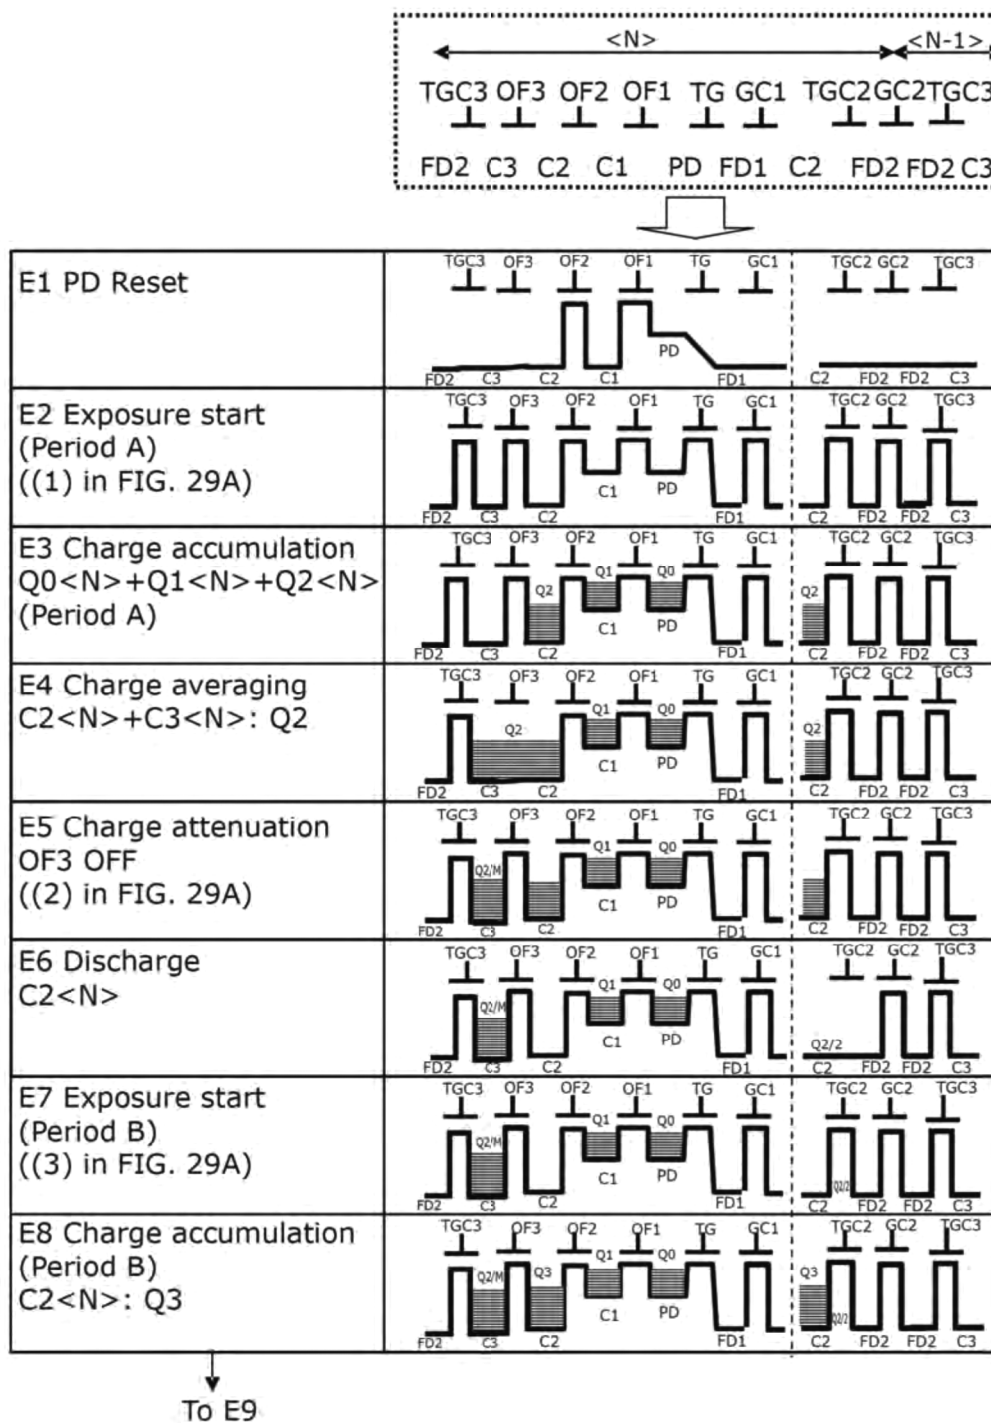 <N> <N-1>
TGC3 OF3 OF2 OF1 TG GC1 TGC2 GC2 TGC3
FD2 C3 C2 C1 PD FD1 C2 FD2 FD2 C3
E1 PD Reset
TGC3 OF3 OF2 OF1 TG GC1 TGC2 GC2 TGC3
PD
FD2 C3 C2 C1 FD1 C2 FD2 FD2 C3
E2 Exposure start
(Period A)
((1) in FIG. 29A)
TGC3 OF3 OF2 OF1 TG GC1 TGC2 GC2 TGC3
C1 PD
FD2 C3 C2 FD1 C2 FD2 FD2 C3
E3 Charge accumulation
Q0<N>+Q1<N>+Q2<N>
(Period A)
TGC3 OF3 OF2 OF1 TG GC1 TGC2 GC2 TGC3
Q2 Q1 Q0 Q2
C1 PD
FD2 C3 C2 FD1 C2 FD2 FD2 C3
E4 Charge averaging
C2<N>+C3<N>: Q2
TGC3 OF3 OF2 OF1 TG GC1 TGC2 GC2 TGC3
Q2 Q1 Q0 Q2
C1 PD
FD2 C3 C2 FD1 C2 FD2 FD2 C3
E5 Charge attenuation
OF3 OFF
((2) in FIG. 29A)
TGC3 OF3 OF2 OF1 TG GC1 TGC2 GC2 TGC3
Q2/M Q1 Q0
C1 PD
FD2 C3 C2 FD1 C2 FD2 FD2 C3
E6 Discharge
C2<N>
TGC3 OF3 OF2 OF1 TG GC1 TGC2 GC2 TGC3
Q2/M Q1 Q0
C1 PD Q2/2
FD2 C3 C2 FD1 C2 FD2 FD2 C3
E7 Exposure start
(Period B)
((3) in FIG. 29A)
TGC3 OF3 OF2 OF1 TG GC1 TGC2 GC2 TGC3
Q2/M Q1 Q0
C1 PD Q2/2
FD2 C3 C2 FD1 C2 FD2 FD2 C3
E8 Charge accumulation
(Period B)
C2<N>: Q3
TGC3 OF3 OF2 OF1 TG GC1 TGC2 GC2 TGC3
Q2/M Q3 Q1 Q0 Q3
C1 PD Q2/2
FD2 C3 C2 FD1 C2 FD2 FD2 C3
To E9